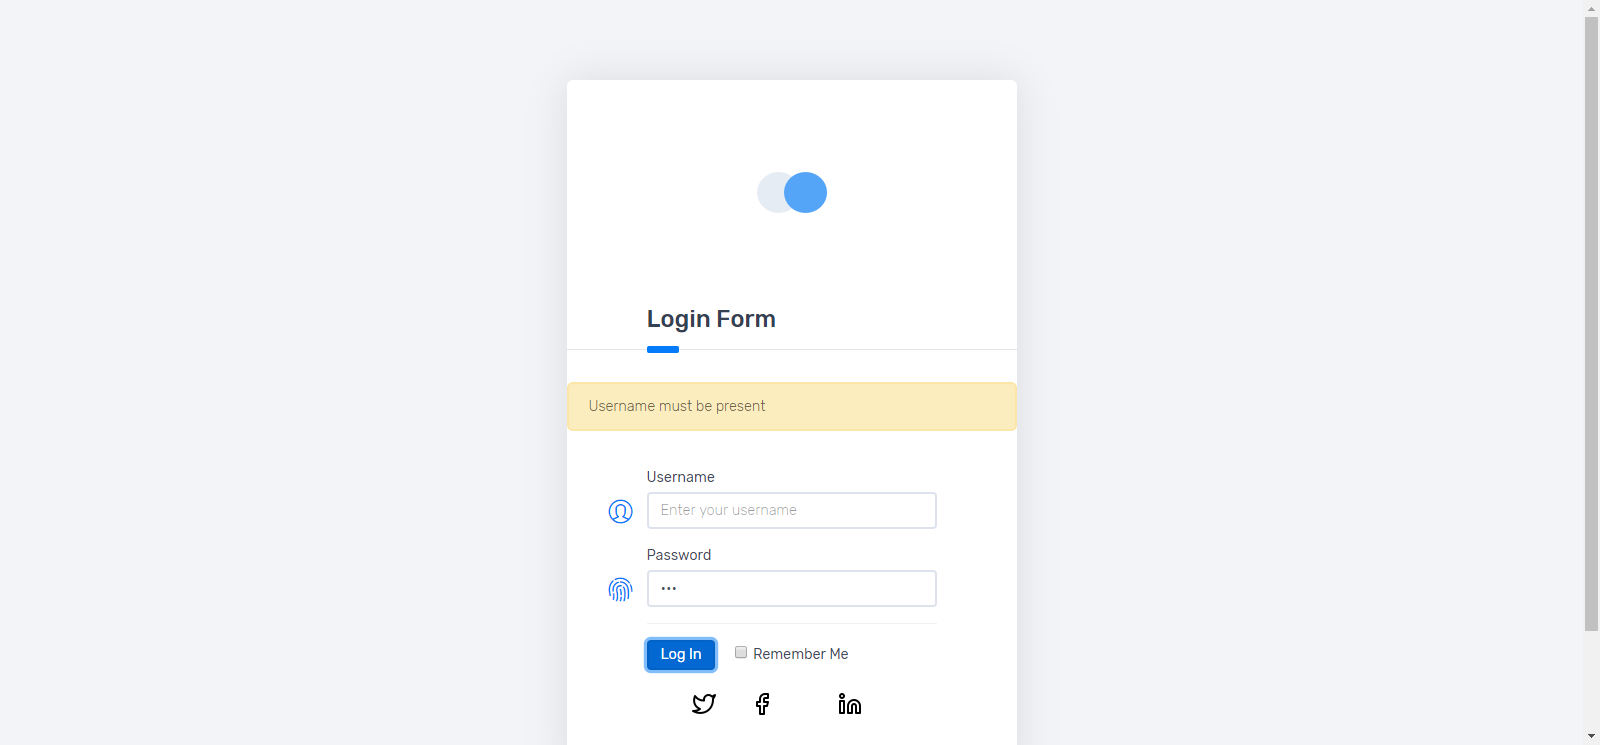 Login Form
Username must be present
Username
Enter your username
Password
•••
Log In Remember Me